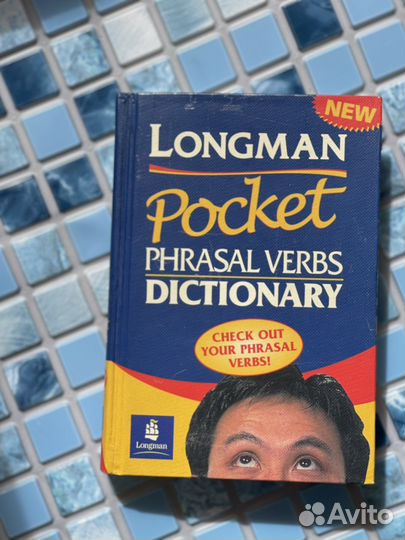 NEW
LONGMAN
Pocket
PHRASAL VERBS
DICTIONARY
CHECK OUT
YOUR PHRASAL
VERBS!
Longman
Avito